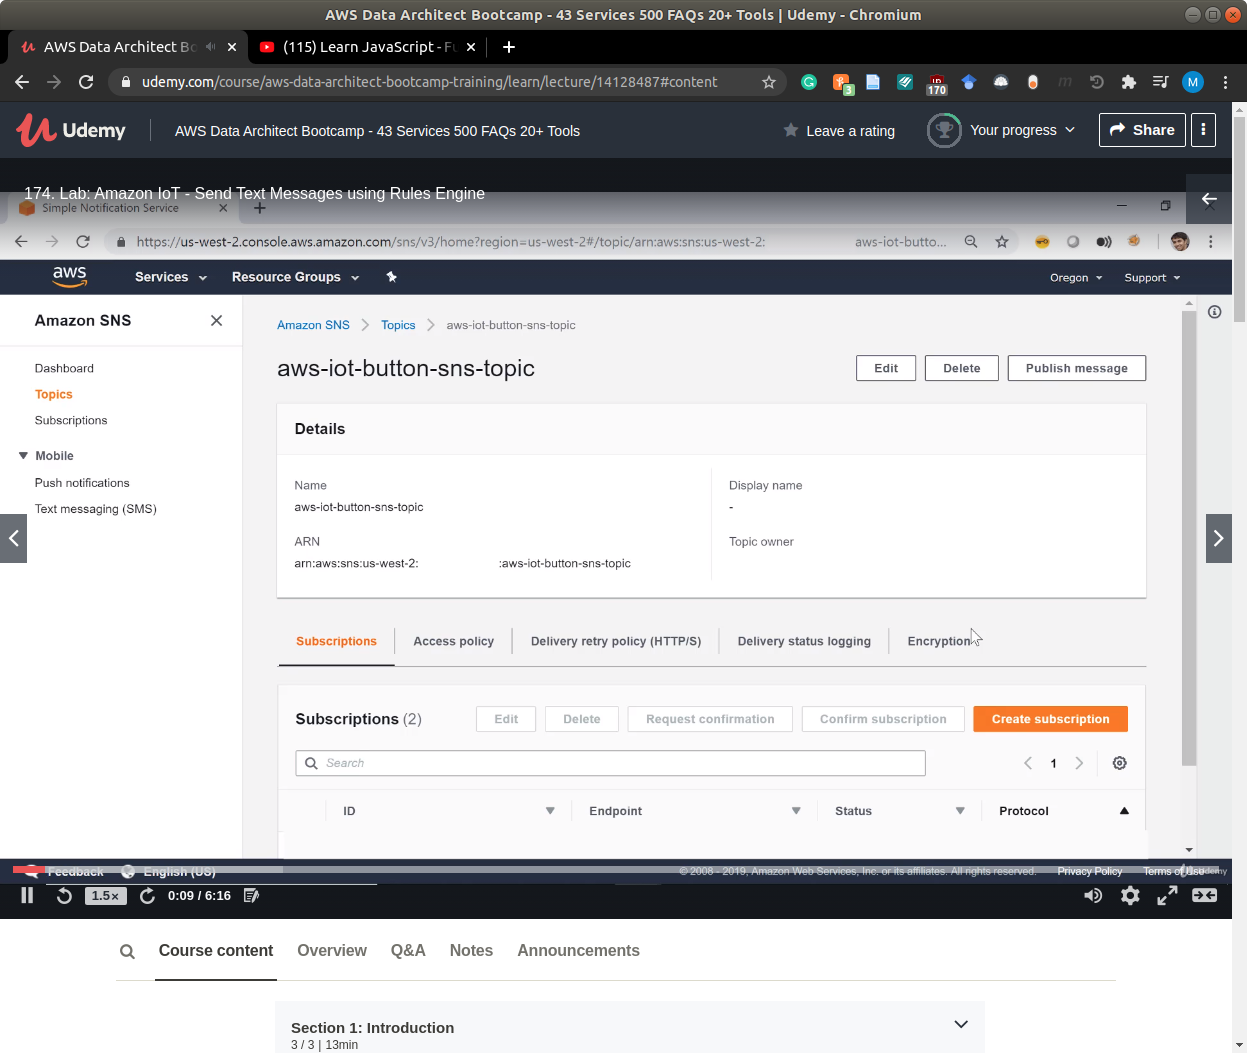 AWS Data Architect Bootcamp - 43 Services 500 FAQs 20+ Tools | Udemy - Chromium
AWS Data Architect Bo
(115) Learn JavaScript - Fu
udemy.com/course/aws-data-architect-bootcamp-training/learn/lecture/14128487#content
3
170
M
Udemy
AWS Data Architect Bootcamp - 43 Services 500 FAQs 20+ Tools
Leave a rating
Your progress
Share
174. Lab: Amazon IoT - Send Text Messages using Rules Engine
Simple Notification Service
https://us-west-2.console.aws.amazon.com/sns/v3/home?region=us-west-2#/topic/arn:aws:sns:us-west-2:
aws-iot-butto...
aws
Services
Resource Groups
Oregon
Support
Amazon SNS
Dashboard
Topics
Subscriptions
Mobile
Push notifications
Text messaging (SMS)
Amazon SNS
Topics
aws-iot-button-sns-topic
aws-iot-button-sns-topic
Edit
Delete
Publish message
Details
Name
aws-iot-button-sns-topic
Display name
-
ARN
arn:aws:sns:us-west-2: :aws-iot-button-sns-topic
Topic owner
Subscriptions
Access policy
Delivery retry policy (HTTP/S)
Delivery status logging
Encryption
Subscriptions (2)
Edit
Delete
Request confirmation
Confirm subscription
Create subscription
Search
1
ID
Endpoint
Status
Protocol
Feedback
English (US)
© 2008 - 2019, Amazon Web Services, Inc. or its affiliates. All rights reserved.
Privacy Policy
Terms of Use
udemy
1.5×
0:09 / 6:16
Course content
Overview
Q&A
Notes
Announcements
Section 1: Introduction
3 / 3 | 13min